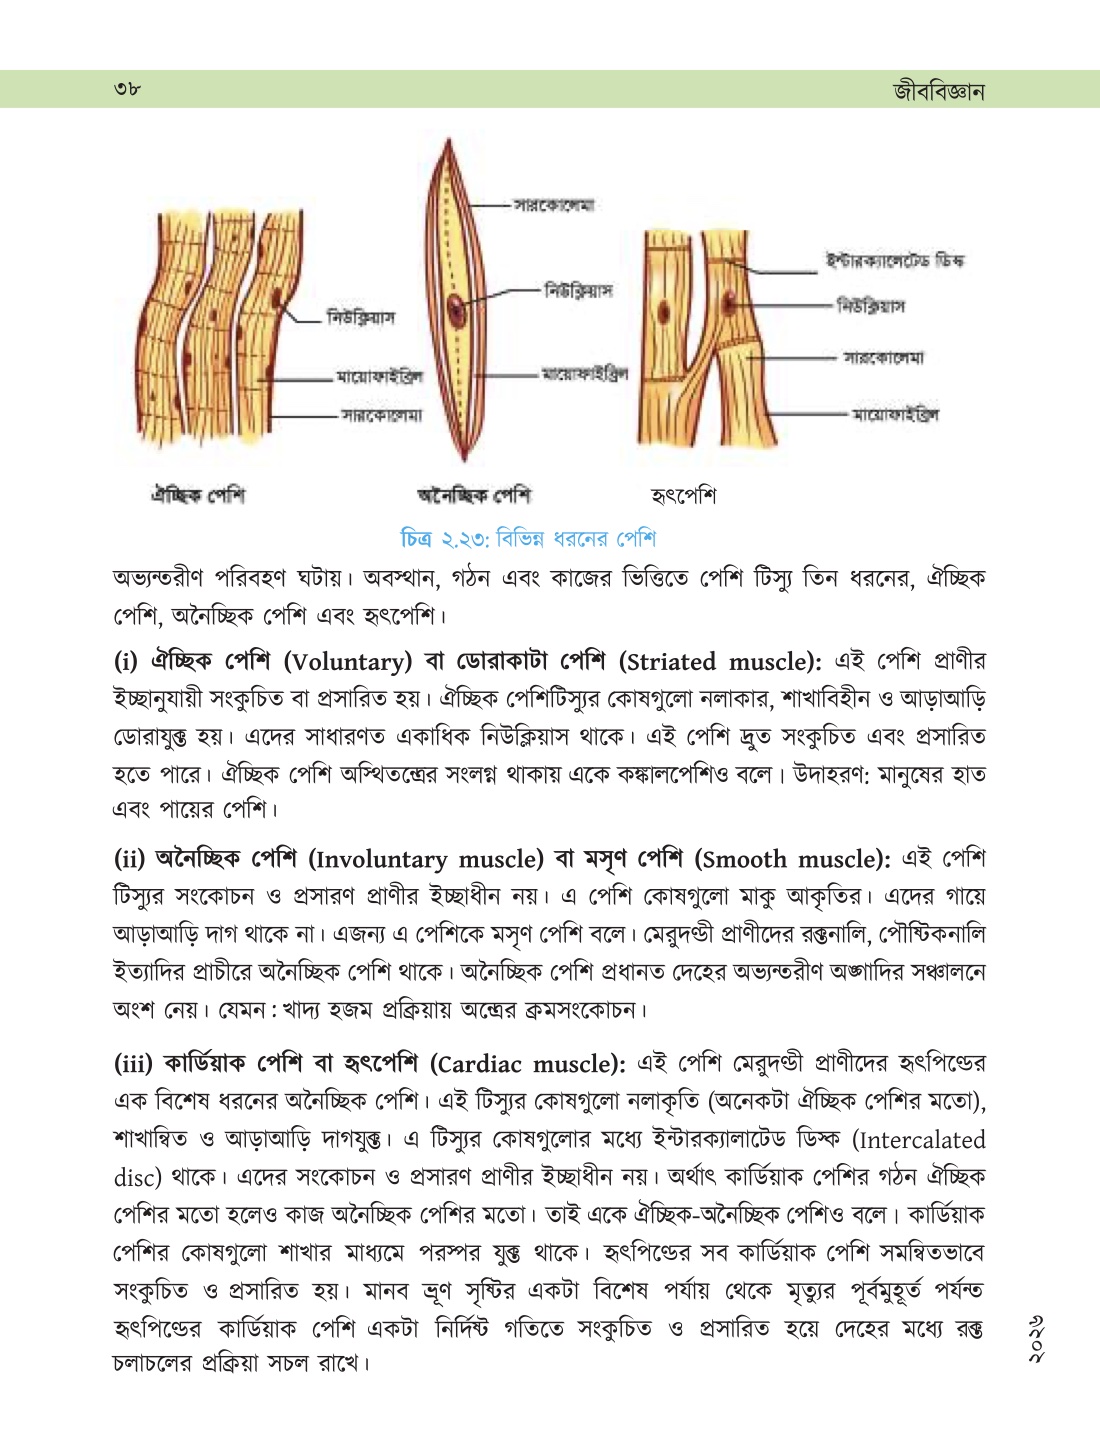 ৩৮
জীববিজ্ঞান
সারকোলেমা
নিউক্লিয়াস
মায়োফাইব্রিল
নিউক্লিয়াস
মায়োফাইব্রিল
সারকোলেমা
ইন্টারক্যালেটেড ডিস্ক
নিউক্লিয়াস
সারকোলেমা
মায়োফাইব্রিল
ঐচ্ছিক পেশি
অনৈচ্ছিক পেশি
হৃৎপেশি
চিত্র ২.২৩: বিভিন্ন ধরনের পেশি
অভ্যন্তরীণ পরিবহণ ঘটায়। অবস্থান, গঠন এবং কাজের ভিত্তিতে পেশি টিস্যু তিন ধরনের, ঐচ্ছিক
পেশি, অনৈচ্ছিক পেশি এবং হৃৎপেশি।
(i) ঐচ্ছিক পেশি (Voluntary) বা ডোরাকাটা পেশি (Striated muscle): এই পেশি প্রাণীর
ইচ্ছানুযায়ী সংকুচিত বা প্রসারিত হয়। ঐচ্ছিক পেশিটিস্যুর কোষগুলো নলাকার, শাখাবিহীন ও আড়াআড়ি
ডোরাযুক্ত হয়। এদের সাধারণত একাধিক নিউক্লিয়াস থাকে। এই পেশি দ্রুত সংকুচিত এবং প্রসারিত
হতে পারে। ঐচ্ছিক পেশি অস্থিতন্ত্রের সংলগ্ন থাকায় একে কঙ্কালপেশিও বলে। উদাহরণ: মানুষের হাত
এবং পায়ের পেশি।
(ii) অনৈচ্ছিক পেশি (Involuntary muscle) বা মসৃণ পেশি (Smooth muscle): এই পেশি
টিস্যুর সংকোচন ও প্রসারণ প্রাণীর ইচ্ছাধীন নয়। এ পেশি কোষগুলো মাকু আকৃতির। এদের গায়ে
আড়াআড়ি দাগ থাকে না। এজন্য এ পেশিকে মসৃণ পেশি বলে। মেরুদণ্ডী প্রাণীদের রক্তনালি, পৌষ্টিকনালি
ইত্যাদির প্রাচীরে অনৈচ্ছিক পেশি থাকে। অনৈচ্ছিক পেশি প্রধানত দেহের অভ্যন্তরীণ অঙ্গাদির সঞ্চালনে
অংশ নেয়। যেমন : খাদ্য হজম প্রক্রিয়ায় অন্ত্রের ক্রমসংকোচন।
(iii) কার্ডিয়াক পেশি বা হৃৎপেশি (Cardiac muscle): এই পেশি মেরুদণ্ডী প্রাণীদের হৃৎপিণ্ডের
এক বিশেষ ধরনের অনৈচ্ছিক পেশি। এই টিস্যুর কোষগুলো নলাকৃতি (অনেকটা ঐচ্ছিক পেশির মতো),
শাখান্বিত ও আড়াআড়ি দাগযুক্ত। এ টিস্যুর কোষগুলোর মধ্যে ইন্টারক্যালাটেড ডিস্ক (Intercalated
disc) থাকে। এদের সংকোচন ও প্রসারণ প্রাণীর ইচ্ছাধীন নয়। অর্থাৎ কার্ডিয়াক পেশির গঠন ঐচ্ছিক
পেশির মতো হলেও কাজ অনৈচ্ছিক পেশির মতো। তাই একে ঐচ্ছিক-অনৈচ্ছিক পেশিও বলে। কার্ডিয়াক
পেশির কোষগুলো শাখার মাধ্যমে পরস্পর যুক্ত থাকে। হৃৎপিণ্ডের সব কার্ডিয়াক পেশি সমন্বিতভাবে
সংকুচিত ও প্রসারিত হয়। মানব ভ্রূণ সৃষ্টির একটা বিশেষ পর্যায় থেকে মৃত্যুর পূর্বমুহূর্ত পর্যন্ত
হৃৎপিণ্ডের কার্ডিয়াক পেশি একটা নির্দিষ্ট গতিতে সংকুচিত ও প্রসারিত হয়ে দেহের মধ্যে রক্ত
চলাচলের প্রক্রিয়া সচল রাখে।
২০২৬